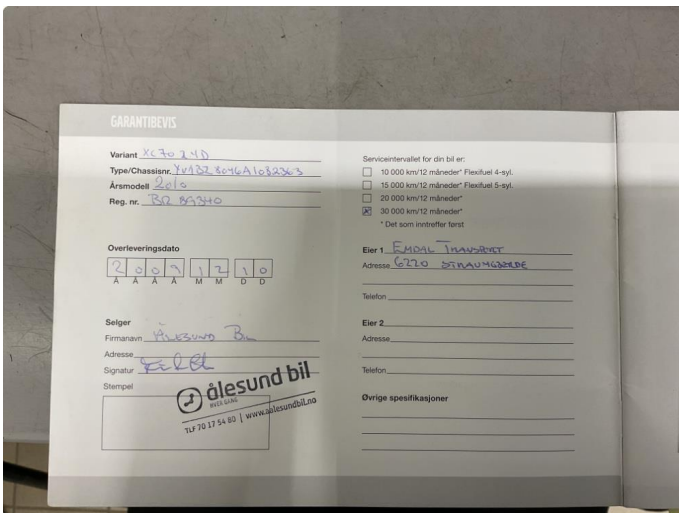 GARANTIBEVIS
Variant XC70 2.4D
Type/Chassisnr.
Årsmodell 2010
Reg. nr. BR 89340
Overleveringsdato
2 0 0 9 1 2 1 0
Å Å Å Å M M D D
Selger
Firmanavn ÅLESUND BIL
Adresse
Signatur
Stempel
ålesund bil
TLF 70 17 54 80 | www.aalesundbil.no
Serviceintervallet for din bil er:
10 000 km/12 måneder* Flexifuel 4-syl.
15 000 km/12 måneder* Flexifuel 5-syl.
20 000 km/12 måneder*
30 000 km/12 måneder*
* Det som inntreffer først
Eier 1 EMDAL TRANSPORT
Adresse 6220 STRAUMGJERDE
Telefon
Eier 2
Adresse
Telefon
Øvrige spesifikasjoner